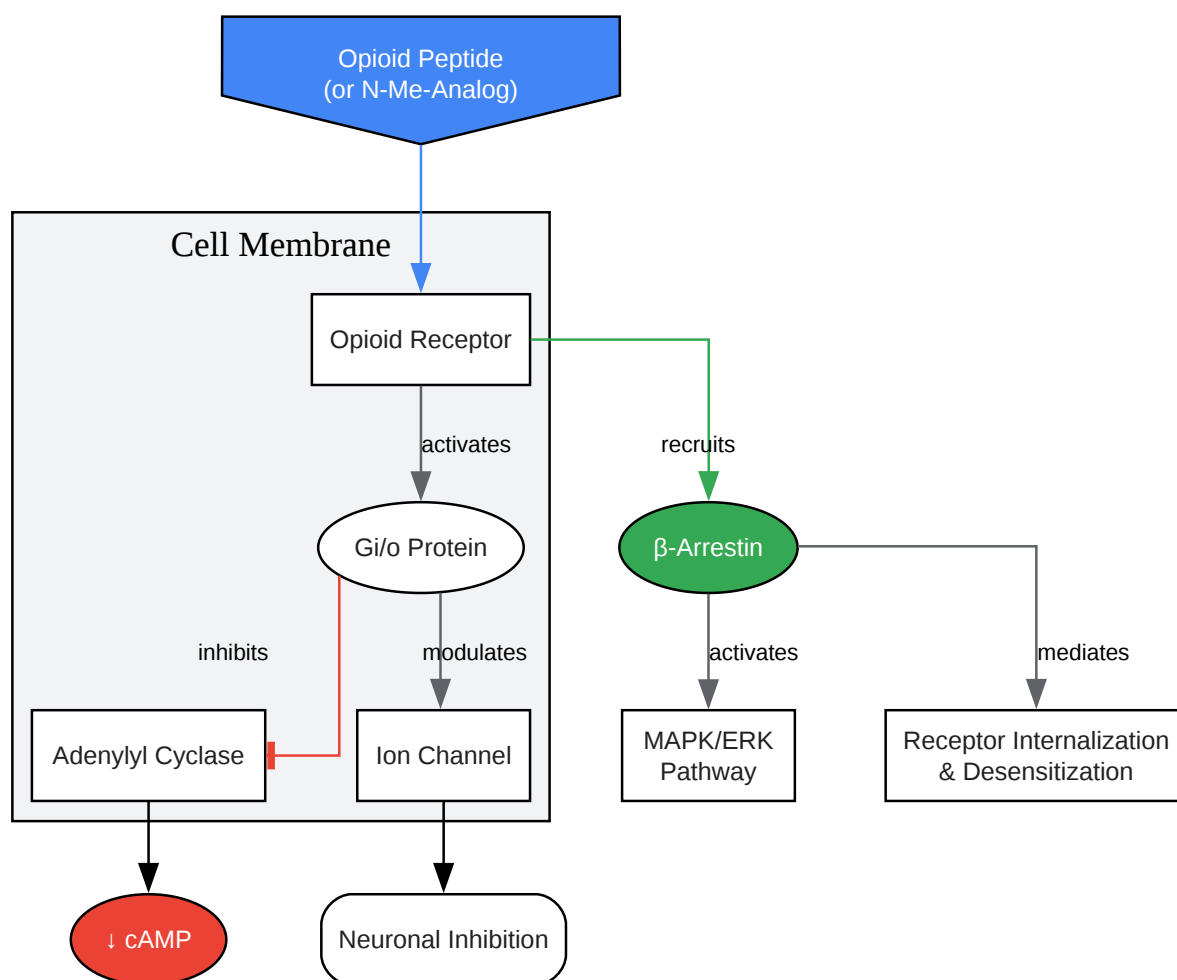 Opioid Peptide
(or N-Me-Analog)
Cell Membrane
Opioid Receptor
activates
recruits
Gi/o Protein
β-Arrestin
inhibits
modulates
activates
mediates
Adenylyl Cyclase
Ion Channel
MAPK/ERK
Pathway
Receptor Internalization
& Desensitization
↓ cAMP
Neuronal Inhibition